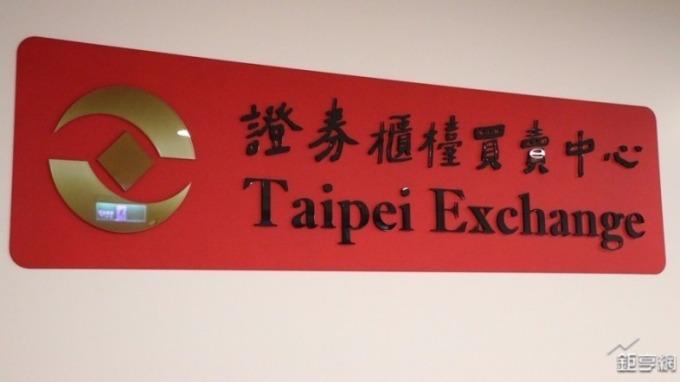 證券櫃檯買賣中心
Taipei Exchange
鉅亨網